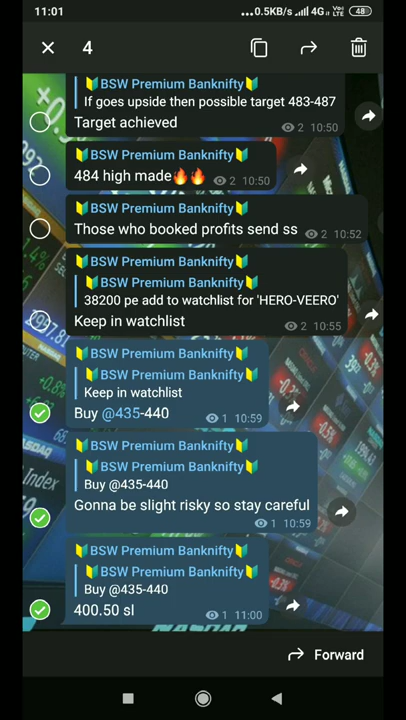 11:01
...0.5KB/s 4G Vo LTE 48
4
🔰BSW Premium Banknifty🔰
If goes upside then possible target 483-487
Target achieved
2 10:50
🔰BSW Premium Banknifty🔰
484 high made🔥🔥 2 10:50
🔰BSW Premium Banknifty🔰
Those who booked profits send ss 2 10:52
🔰BSW Premium Banknifty🔰
🔰BSW Premium Banknifty🔰
38200 pe add to watchlist for 'HERO-VEERO'
Keep in watchlist 2 10:55
🔰BSW Premium Banknifty🔰
🔰BSW Premium Banknifty🔰
Keep in watchlist
Buy @435-440 1 10:59
🔰BSW Premium Banknifty🔰
🔰BSW Premium Banknifty🔰
Buy @435-440
Gonna be slight risky so stay careful
1 10:59
🔰BSW Premium Banknifty🔰
🔰BSW Premium Banknifty🔰
Buy @435-440
400.50 sl 1 11:00
Forward